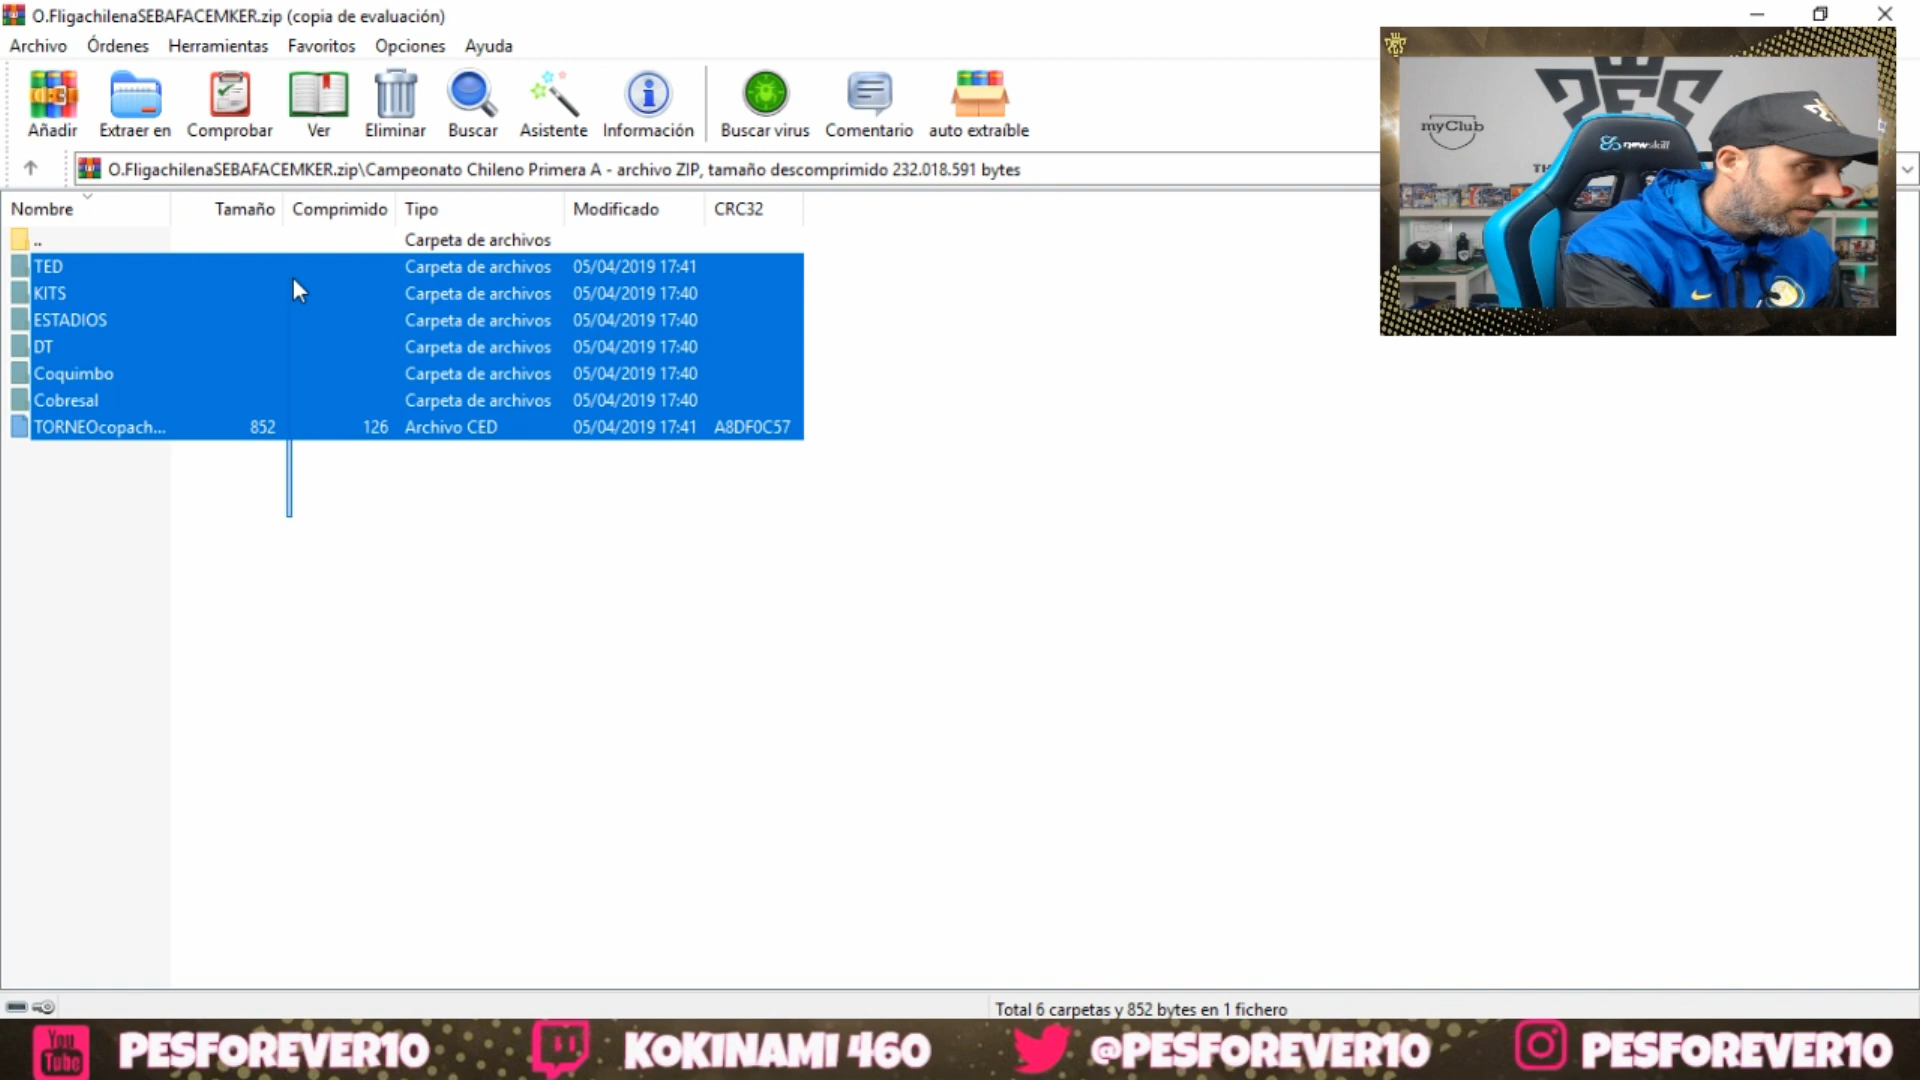 O.FligachilenaSEBAFACEMKER.zip (copia de evaluación)
Archivo Órdenes Herramientas Favoritos Opciones Ayuda
Añadir Extraer en Comprobar Ver Eliminar Buscar Asistente Información Buscar virus Comentario auto extraíble
O.FligachilenaSEBAFACEMKER.zip\Campeonato Chileno Primera A - archivo ZIP, tamaño descomprimido 232.018.591 bytes
Nombre Tamaño Comprimido Tipo Modificado CRC32
.. Carpeta de archivos
TED Carpeta de archivos 05/04/2019 17:41
KITS Carpeta de archivos 05/04/2019 17:40
ESTADIOS Carpeta de archivos 05/04/2019 17:40
DT Carpeta de archivos 05/04/2019 17:40
Coquimbo Carpeta de archivos 05/04/2019 17:40
Cobresal Carpeta de archivos 05/04/2019 17:40
TORNEOcopach... 852 126 Archivo CED 05/04/2019 17:41 A8DF0C57
myClub
newskill
Total 6 carpetas y 852 bytes en 1 fichero
You Tube PESFOREVER10 KOKINAMI 460 @PESFOREVER10 PESFOREVER10